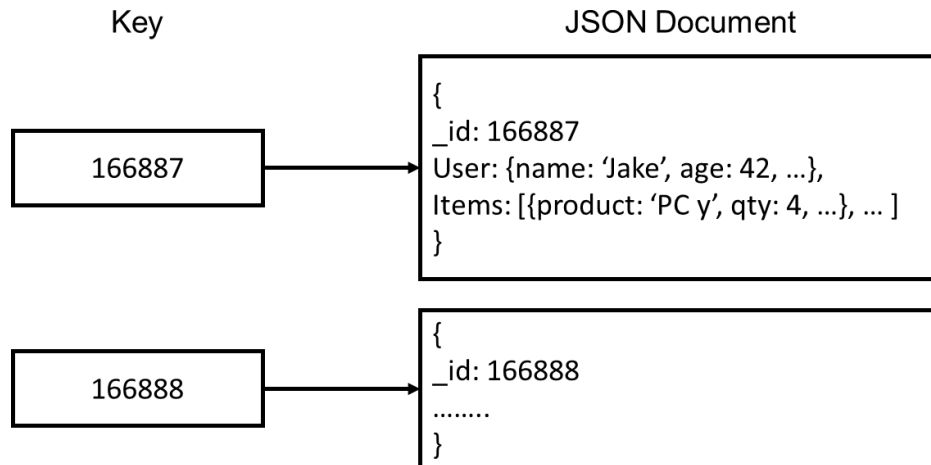 Key
JSON Document
166887
{
_id: 166887
User: {name: ‘Jake’, age: 42, …},
Items: [{product: ‘PC y’, qty: 4, …}, … ]
}
166888
{
_id: 166888
……..
}